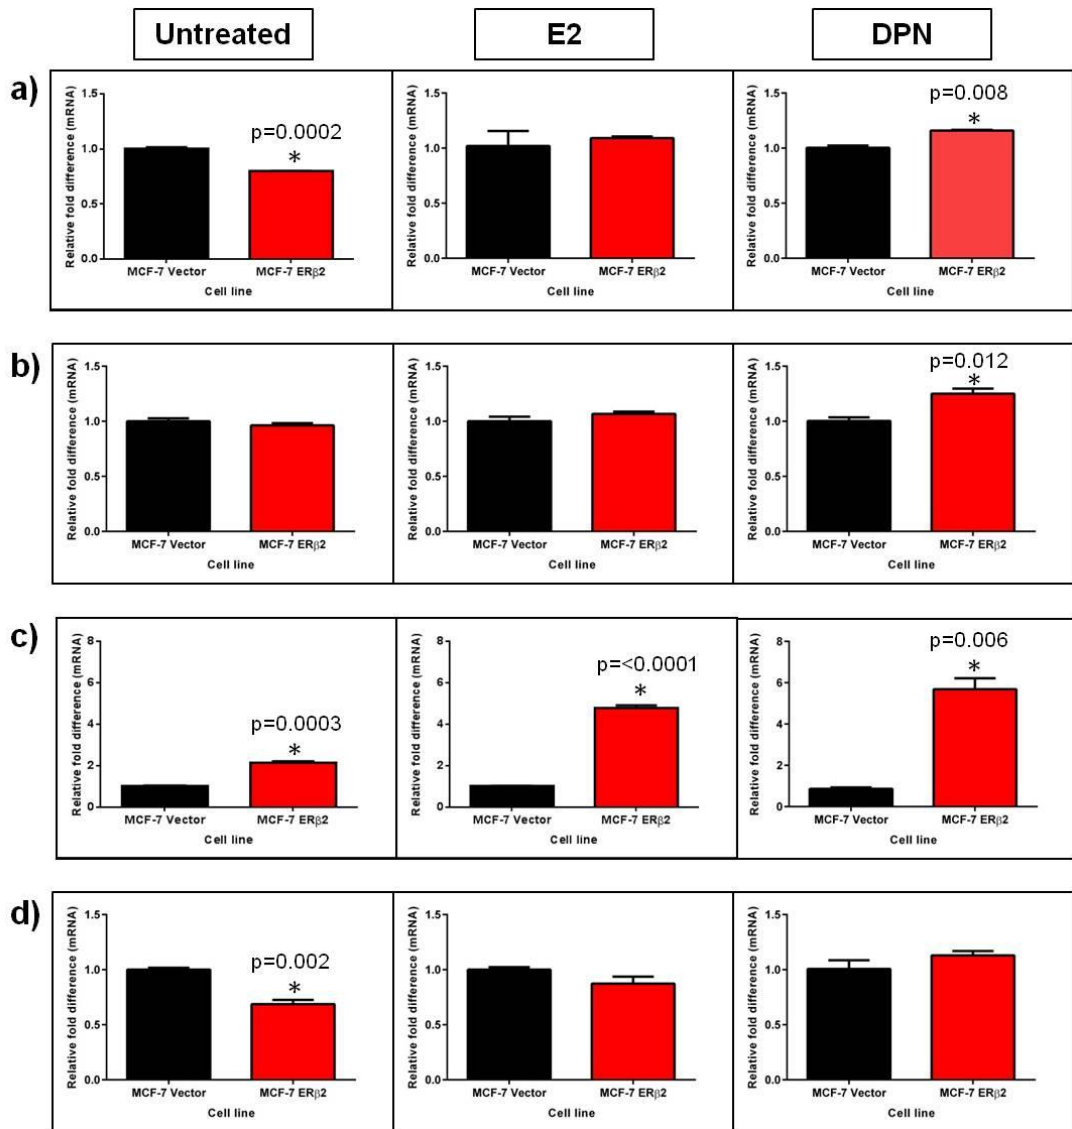 Untreated
E2
DPN
a)
Relative fold difference (mRNA)
1.5
1.0
0.5
0.0
p=0.0002
*
MCF-7 Vector
MCF-7 ERβ2
Cell line
Relative fold difference (mRNA)
1.5
1.0
0.5
0.0
MCF-7 Vector
MCF-7 ERβ2
Cell line
Relative fold difference (mRNA)
1.5
1.0
0.5
0.0
p=0.008
*
MCF-7 Vector
MCF-7 ERβ2
Cell line
b)
Relative fold difference (mRNA)
1.5
1.0
0.5
0.0
MCF-7 Vector
MCF-7 ERβ2
Cell line
Relative fold difference (mRNA)
1.5
1.0
0.5
0.0
MCF-7 Vector
MCF-7 ERβ2
Cell line
Relative fold difference (mRNA)
1.5
1.0
0.5
0.0
p=0.012
*
MCF-7 Vector
MCF-7 ERβ2
Cell line
c)
Relative fold difference (mRNA)
8
6
4
2
0
p=0.0003
*
MCF-7 Vector
MCF-7 ERβ2
Cell line
Relative fold difference (mRNA)
8
6
4
2
0
p=<0.0001
*
MCF-7 Vector
MCF-7 ERβ2
Cell line
Relative fold difference (mRNA)
8
6
4
2
0
p=0.006
*
MCF-7 Vector
MCF-7 ERβ2
Cell line
d)
Relative fold difference (mRNA)
1.5
1.0
0.5
0.0
p=0.002
*
MCF-7 Vector
MCF-7 ERβ2
Cell line
Relative fold difference (mRNA)
1.5
1.0
0.5
0.0
MCF-7 Vector
MCF-7 ERβ2
Cell line
Relative fold difference (mRNA)
1.5
1.0
0.5
0.0
MCF-7 Vector
MCF-7 ERβ2
Cell line